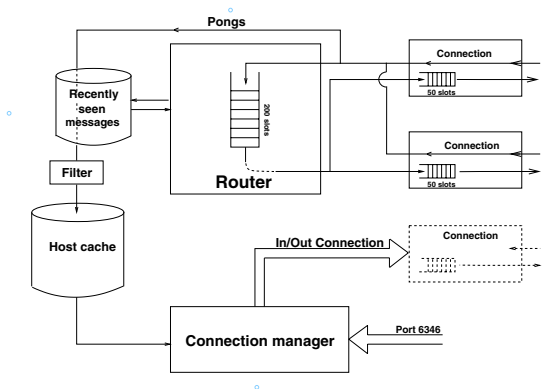 Pongs
Connection
50 slots
Recently
seen
messages
200 slots
Router
Connection
50 slots
Filter
Host cache
In/Out Connection
Connection
Connection manager
Port 6346